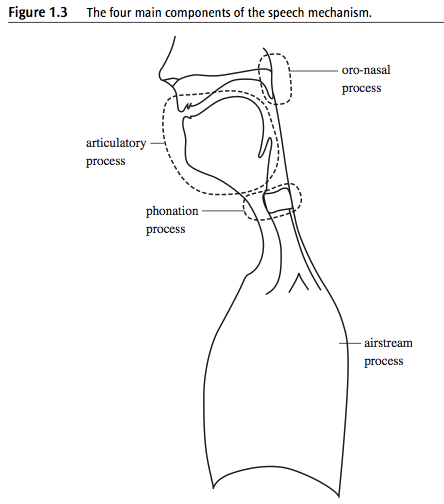 Figure 1.3 The four main components of the speech mechanism.
oro-nasal
process
articulatory
process
phonation
process
airstream
process